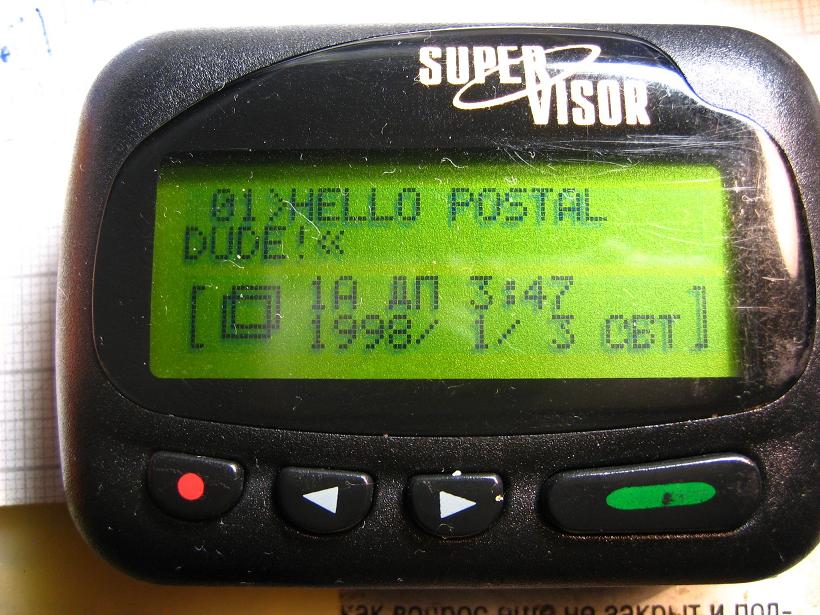 SUPER
VISOR
01>HELLO POSTAL
DUDE!«
[ 1A ДП 3:47
1998/ 1/ 3 СБТ]
как вопрос еще не закрыт и пол-